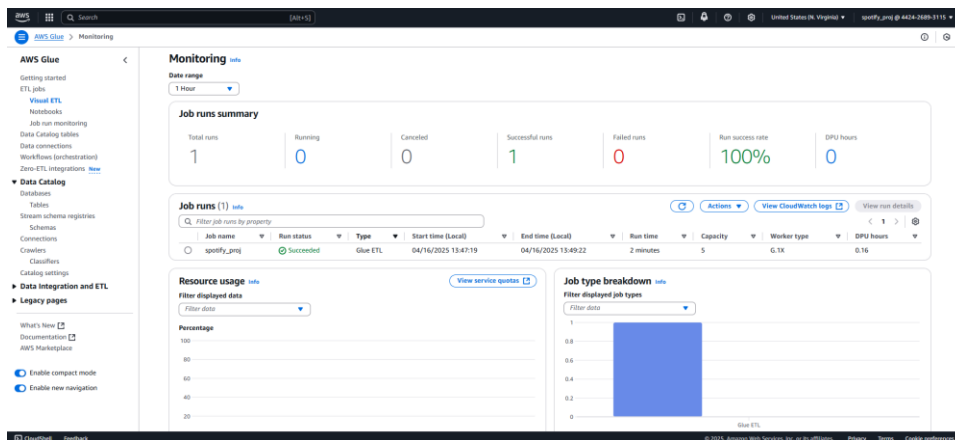 aws Search [Alt+S] United States (N. Virginia) spotify_proj @ 4424-2689-3115
AWS Glue > Monitoring
AWS Glue
Getting started
ETL jobs
Visual ETL
Notebooks
Job run monitoring
Data Catalog tables
Data connections
Workflows (orchestration)
Zero-ETL integrations New
Data Catalog
Databases
Tables
Stream schema registries
Schemas
Connections
Crawlers
Classifiers
Catalog settings
Data Integration and ETL
Legacy pages
What's New
Documentation
AWS Marketplace
Enable compact mode
Enable new navigation
Monitoring Info
Date range
1 Hour
Job runs summary
Total runs Running Canceled Successful runs Failed runs Run success rate DPU hours
1 0 0 1 0 100% 0
Job runs (1) Info Actions View CloudWatch logs View run details
Filter job runs by property 1
Job name Run status Type Start time (Local) End time (Local) Run time Capacity Worker type DPU hours
spotify_proj Succeeded Glue ETL 04/16/2025 13:47:19 04/16/2025 13:49:22 2 minutes 5 G.1X 0.16
Resource usage Info View service quotas
Filter displayed data
Filter data
Percentage
100
80
60
40
20
Job type breakdown Info
Filter displayed job types
Filter data
1
0.8
0.6
0.4
0.2
0
Glue ETL
CloudShell Feedback © 2025, Amazon Web Services, Inc. or its affiliates. Privacy Terms Cookie preferences